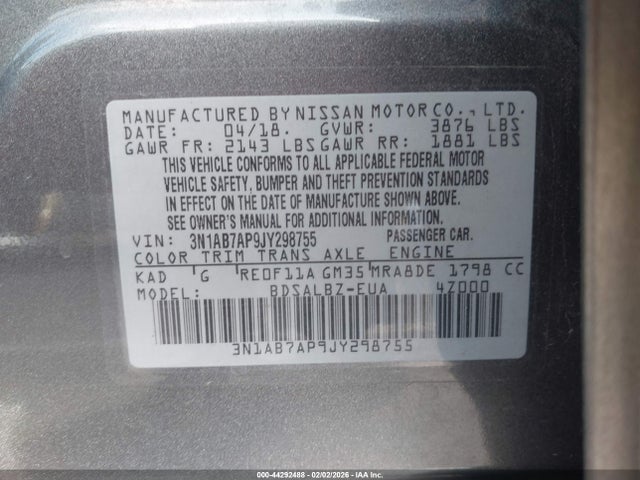 MANUFACTURED BY NISSAN MOTOR CO., LTD.
DATE: 04/18. GVWR: 3876 LBS
GAWR FR: 2143 LBS GAWR RR: 1881 LBS
THIS VEHICLE CONFORMS TO ALL APPLICABLE FEDERAL MOTOR
VEHICLE SAFETY, BUMPER AND THEFT PREVENTION STANDARDS
IN EFFECT ON THE DATE OF MANUFACTURE SHOWN ABOVE.
SEE OWNER'S MANUAL FOR ADDITIONAL INFORMATION.
VIN: 3N1AB7AP9JY298755 PASSENGER CAR.
COLOR TRIM TRANS AXLE ENGINE
KAD G RE0F11A GM35 MRA8DE 1798 CC
MODEL: BDSALBZ-EUA 4Z000
3N1AB7AP9JY298755
000-44292488 - 02/02/2026 - IAA Inc.